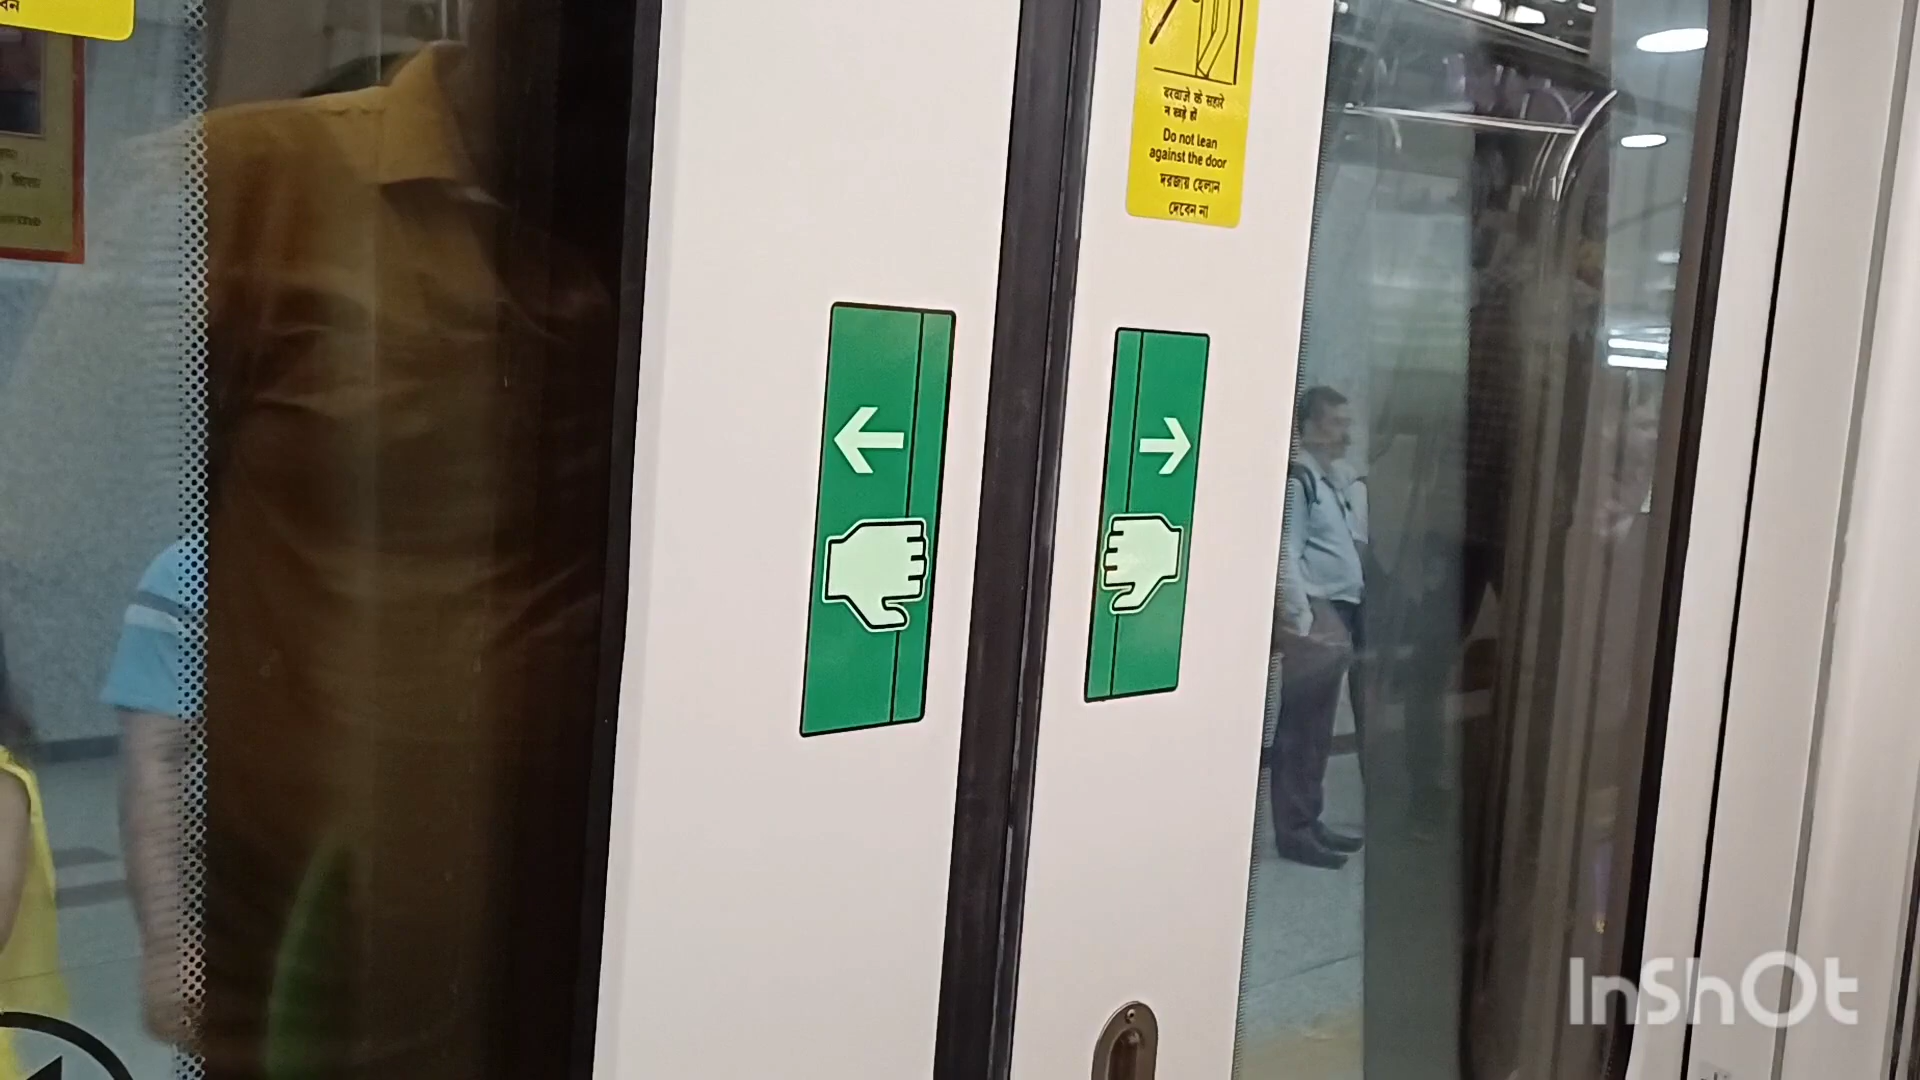 दरवाजे के सहारे
न खड़े हों
Do not lean
against the door
দরজায় হেলান
দেবেন না
InShOt